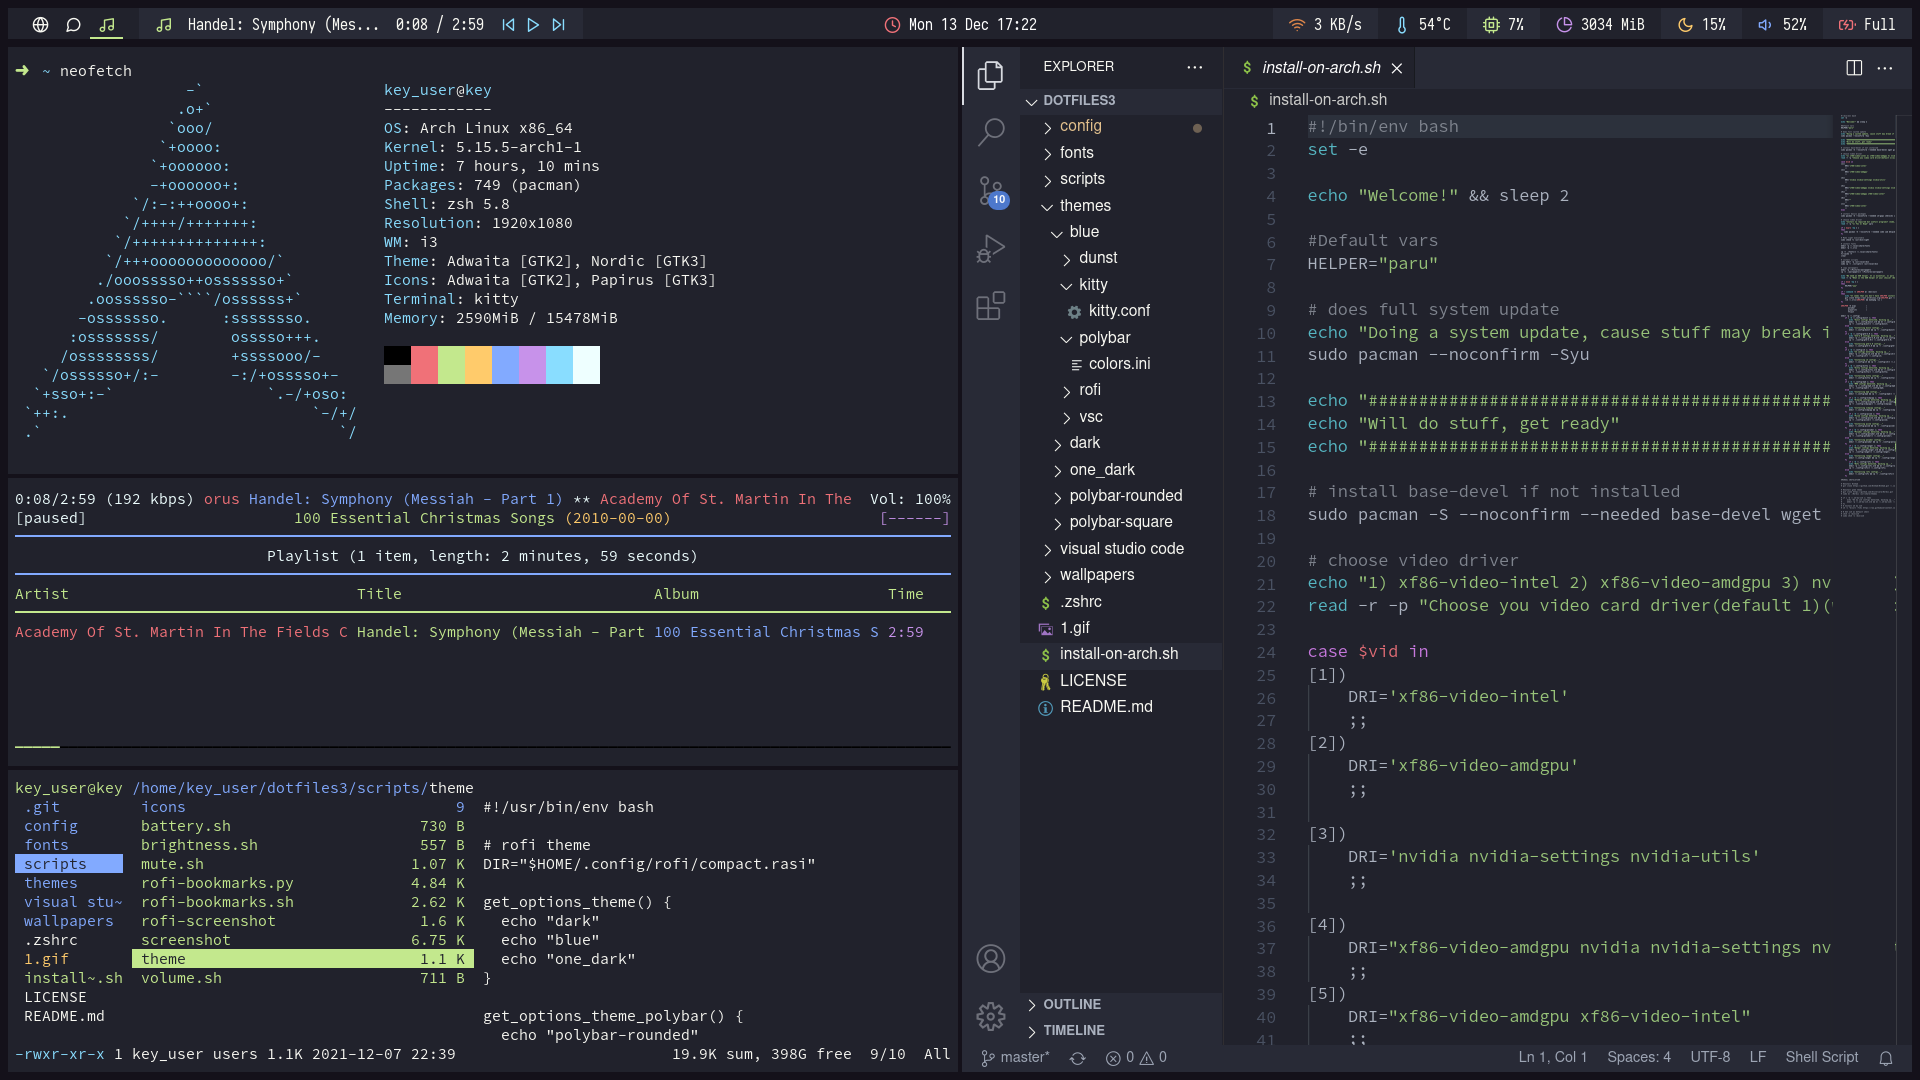 Handel: Symphony (Mes... 0:08 / 2:59
Mon 13 Dec 17:22
3 KB/s 54°C 7% 3034 MiB 15% 52% Full
➜ ~ neofetch
-`
.o+`
`ooo/
`+oooo:
`+oooooo:
-+oooooo+:
`/:-:++oooo+:
`/++++/+++++++:
`/++++++++++++++:
`/+++ooooooooooooo/`
./ooosssso++osssssso+`
.oossssso-````/ossssss+`
-osssssso. :ssssssso.
:osssssss/ osssso+++.
/ossssssss/ +ssssooo/-
`/ossssso+/:- -:/+osssso+-
`+sso+:-` `.-/+oso:
`++:. `-/+/
.` `/
key_user@key
------------
OS: Arch Linux x86_64
Kernel: 5.15.5-arch1-1
Uptime: 7 hours, 10 mins
Packages: 749 (pacman)
Shell: zsh 5.8
Resolution: 1920x1080
WM: i3
Theme: Adwaita [GTK2], Nordic [GTK3]
Icons: Adwaita [GTK2], Papirus [GTK3]
Terminal: kitty
Memory: 2590MiB / 15478MiB
0:08/2:59 (192 kbps) orus Handel: Symphony (Messiah - Part 1) ** Academy Of St. Martin In The Vol: 100%
[paused] 100 Essential Christmas Songs (2010-00-00) [------]
Playlist (1 item, length: 2 minutes, 59 seconds)
Artist Title Album Time
Academy Of St. Martin In The Fields C Handel: Symphony (Messiah - Part 100 Essential Christmas S 2:59
key_user@key /home/key_user/dotfiles3/scripts/theme
.git
config
fonts
scripts
themes
visual stu~
wallpapers
.zshrc
1.gif
install~.sh
LICENSE
README.md
icons 9
battery.sh 730 B
brightness.sh 557 B
mute.sh 1.07 K
rofi-bookmarks.py 4.84 K
rofi-bookmarks.sh 2.62 K
rofi-screenshot 1.6 K
screenshot 6.75 K
theme 1.1 K
volume.sh 711 B
#!/usr/bin/env bash
# rofi theme
DIR="$HOME/.config/rofi/compact.rasi"
get_options_theme() {
echo "dark"
echo "blue"
echo "one_dark"
}
get_options_theme_polybar() {
echo "polybar-rounded"
-rwxr-xr-x 1 key_user users 1.1K 2021-12-07 22:39 19.9K sum, 398G free 9/10 All
EXPLORER ···
DOTFILES3
config
fonts
scripts
themes
blue
dunst
kitty
kitty.conf
polybar
colors.ini
rofi
vsc
dark
one_dark
polybar-rounded
polybar-square
visual studio code
wallpapers
$ .zshrc
1.gif
$ install-on-arch.sh
LICENSE
README.md
OUTLINE
TIMELINE
10
$ install-on-arch.sh
$ install-on-arch.sh
1 #!/bin/env bash
2 set -e
3
4 echo "Welcome!" && sleep 2
5
6 #Default vars
7 HELPER="paru"
8
9 # does full system update
10 echo "Doing a system update, cause stuff may break i
11 sudo pacman --noconfirm -Syu
12
13 echo "##############################################
14 echo "Will do stuff, get ready"
15 echo "##############################################
16
17 # install base-devel if not installed
18 sudo pacman -S --noconfirm --needed base-devel wget
19
20 # choose video driver
21 echo "1) xf86-video-intel 2) xf86-video-amdgpu 3) nv
22 read -r -p "Choose you video card driver(default 1)(
23
24 case $vid in
25 [1])
26 DRI='xf86-video-intel'
27 ;;
28 [2])
29 DRI='xf86-video-amdgpu'
30 ;;
31
32 [3])
33 DRI='nvidia nvidia-settings nvidia-utils'
34 ;;
35
36 [4])
37 DRI="xf86-video-amdgpu nvidia nvidia-settings nv
38 ;;
39 [5])
40 DRI="xf86-video-amdgpu xf86-video-intel"
41 ;;
master* 0 0 Ln 1, Col 1 Spaces: 4 UTF-8 LF Shell Script